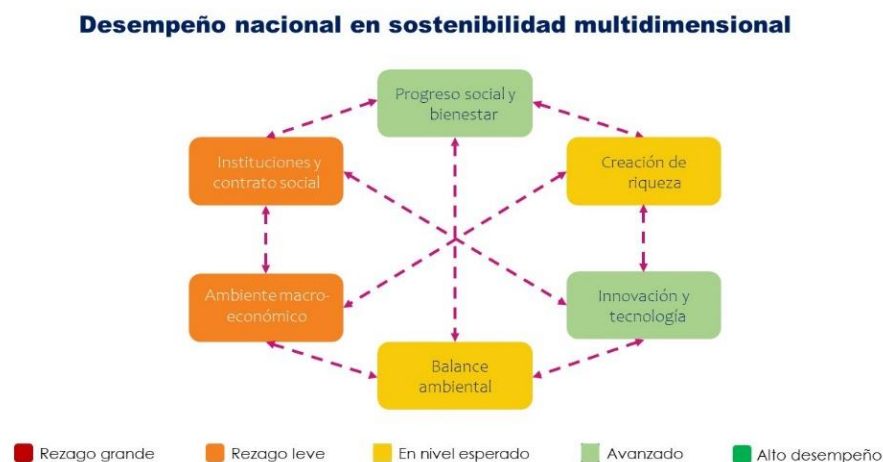 Desempeño nacional en sostenibilidad multidimensional
Progreso social y
bienestar
Instituciones y
contrato social
Creación de
riqueza
Ambiente macro-
económico
Innovación y
tecnología
Balance
ambiental
Rezago grande
Rezago leve
En nivel esperado
Avanzado
Alto desempeño